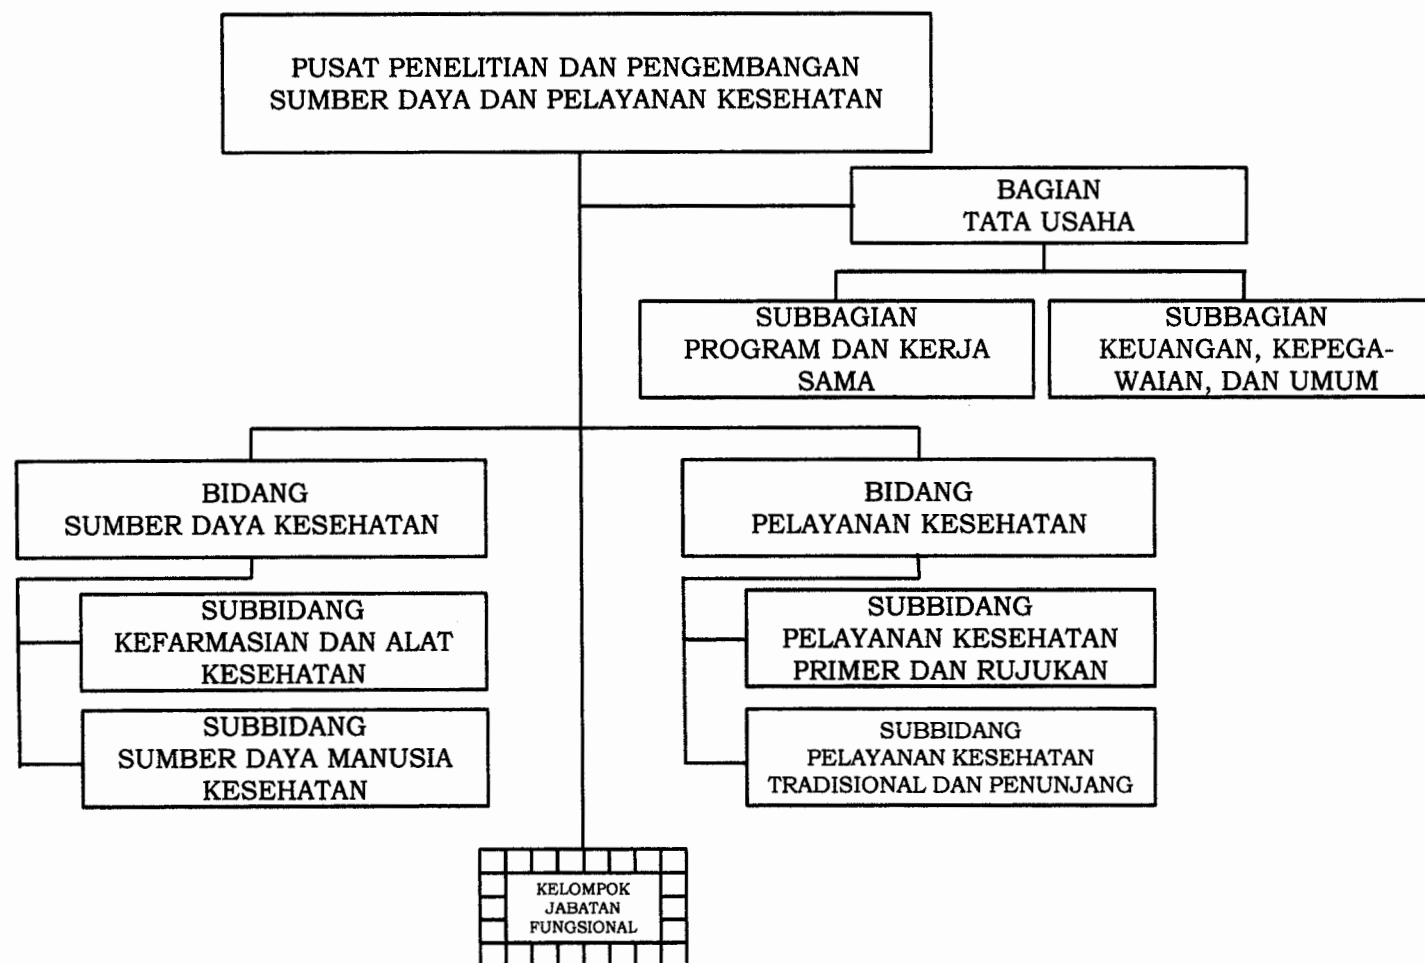 PUSAT PENELITIAN DAN PENGEMBANGAN
SUMBER DAYA DAN PELAYANAN KESEHATAN
BAGIAN
TATA USAHA
SUBBAGIAN
PROGRAM DAN KERJA
SAMA
SUBBAGIAN
KEUANGAN, KEPEGA-
WAIAN, DAN UMUM
BIDANG
SUMBER DAYA KESEHATAN
BIDANG
PELAYANAN KESEHATAN
SUBBIDANG
KEFARMASIAN DAN ALAT
KESEHATAN
SUBBIDANG
SUMBER DAYA MANUSIA
KESEHATAN
SUBBIDANG
PELAYANAN KESEHATAN
PRIMER DAN RUJUKAN
SUBBIDANG
PELAYANAN KESEHATAN
TRADISIONAL DAN PENUNJANG
KELOMPOK
JABATAN
FUNGSIONAL